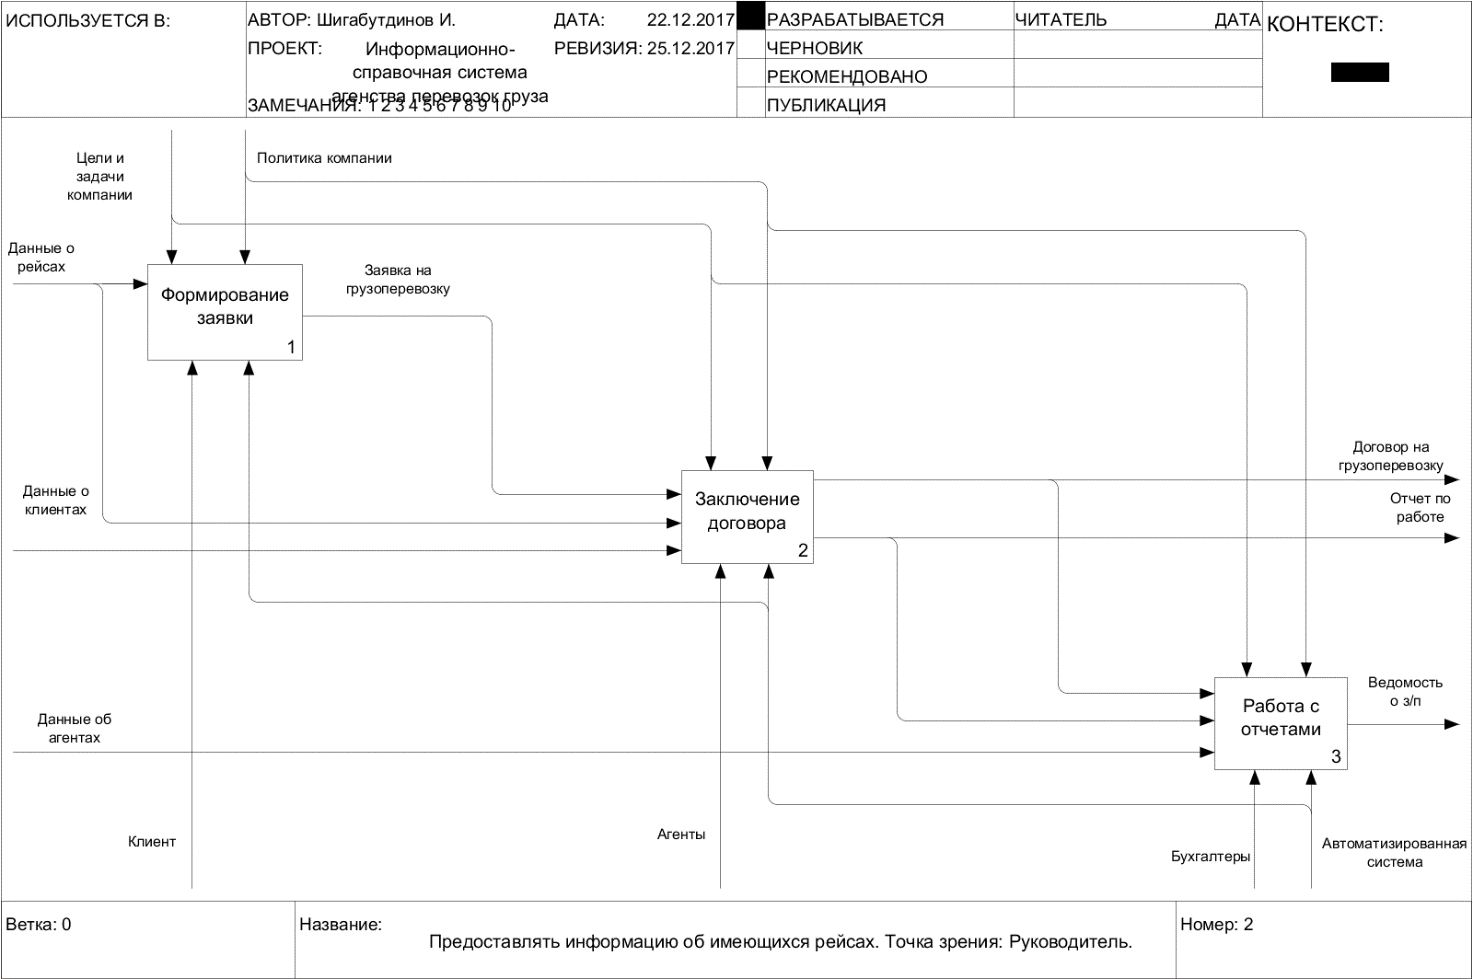 ИСПОЛЬЗУЕТСЯ В:
АВТОР: Шигабутдинов И.
ДАТА: 22.12.2017
ПРОЕКТ: Информационно-
справочная система
агенства перевозок груза
РЕВИЗИЯ: 25.12.2017
ЗАМЕЧАНИЯ: 1 2 3 4 5 6 7 8 9 10
РАЗРАБАТЫВАЕТСЯ
ЧЕРНОВИК
РЕКОМЕНДОВАНО
ПУБЛИКАЦИЯ
ЧИТАТЕЛЬ ДАТА
КОНТЕКСТ:
Цели и
задачи
компании
Политика компании
Данные о
рейсах
Формирование
заявки
1
Заявка на
грузоперевозку
Данные о
клиентах
Заключение
договора
2
Договор на
грузоперевозку
Отчет по
работе
Данные об
агентах
Работа с
отчетами
3
Ведомость
о з/п
Клиент
Агенты
Бухгалтеры
Автоматизированная
система
Ветка: 0
Название:
Предоставлять информацию об имеющихся рейсах. Точка зрения: Руководитель.
Номер: 2